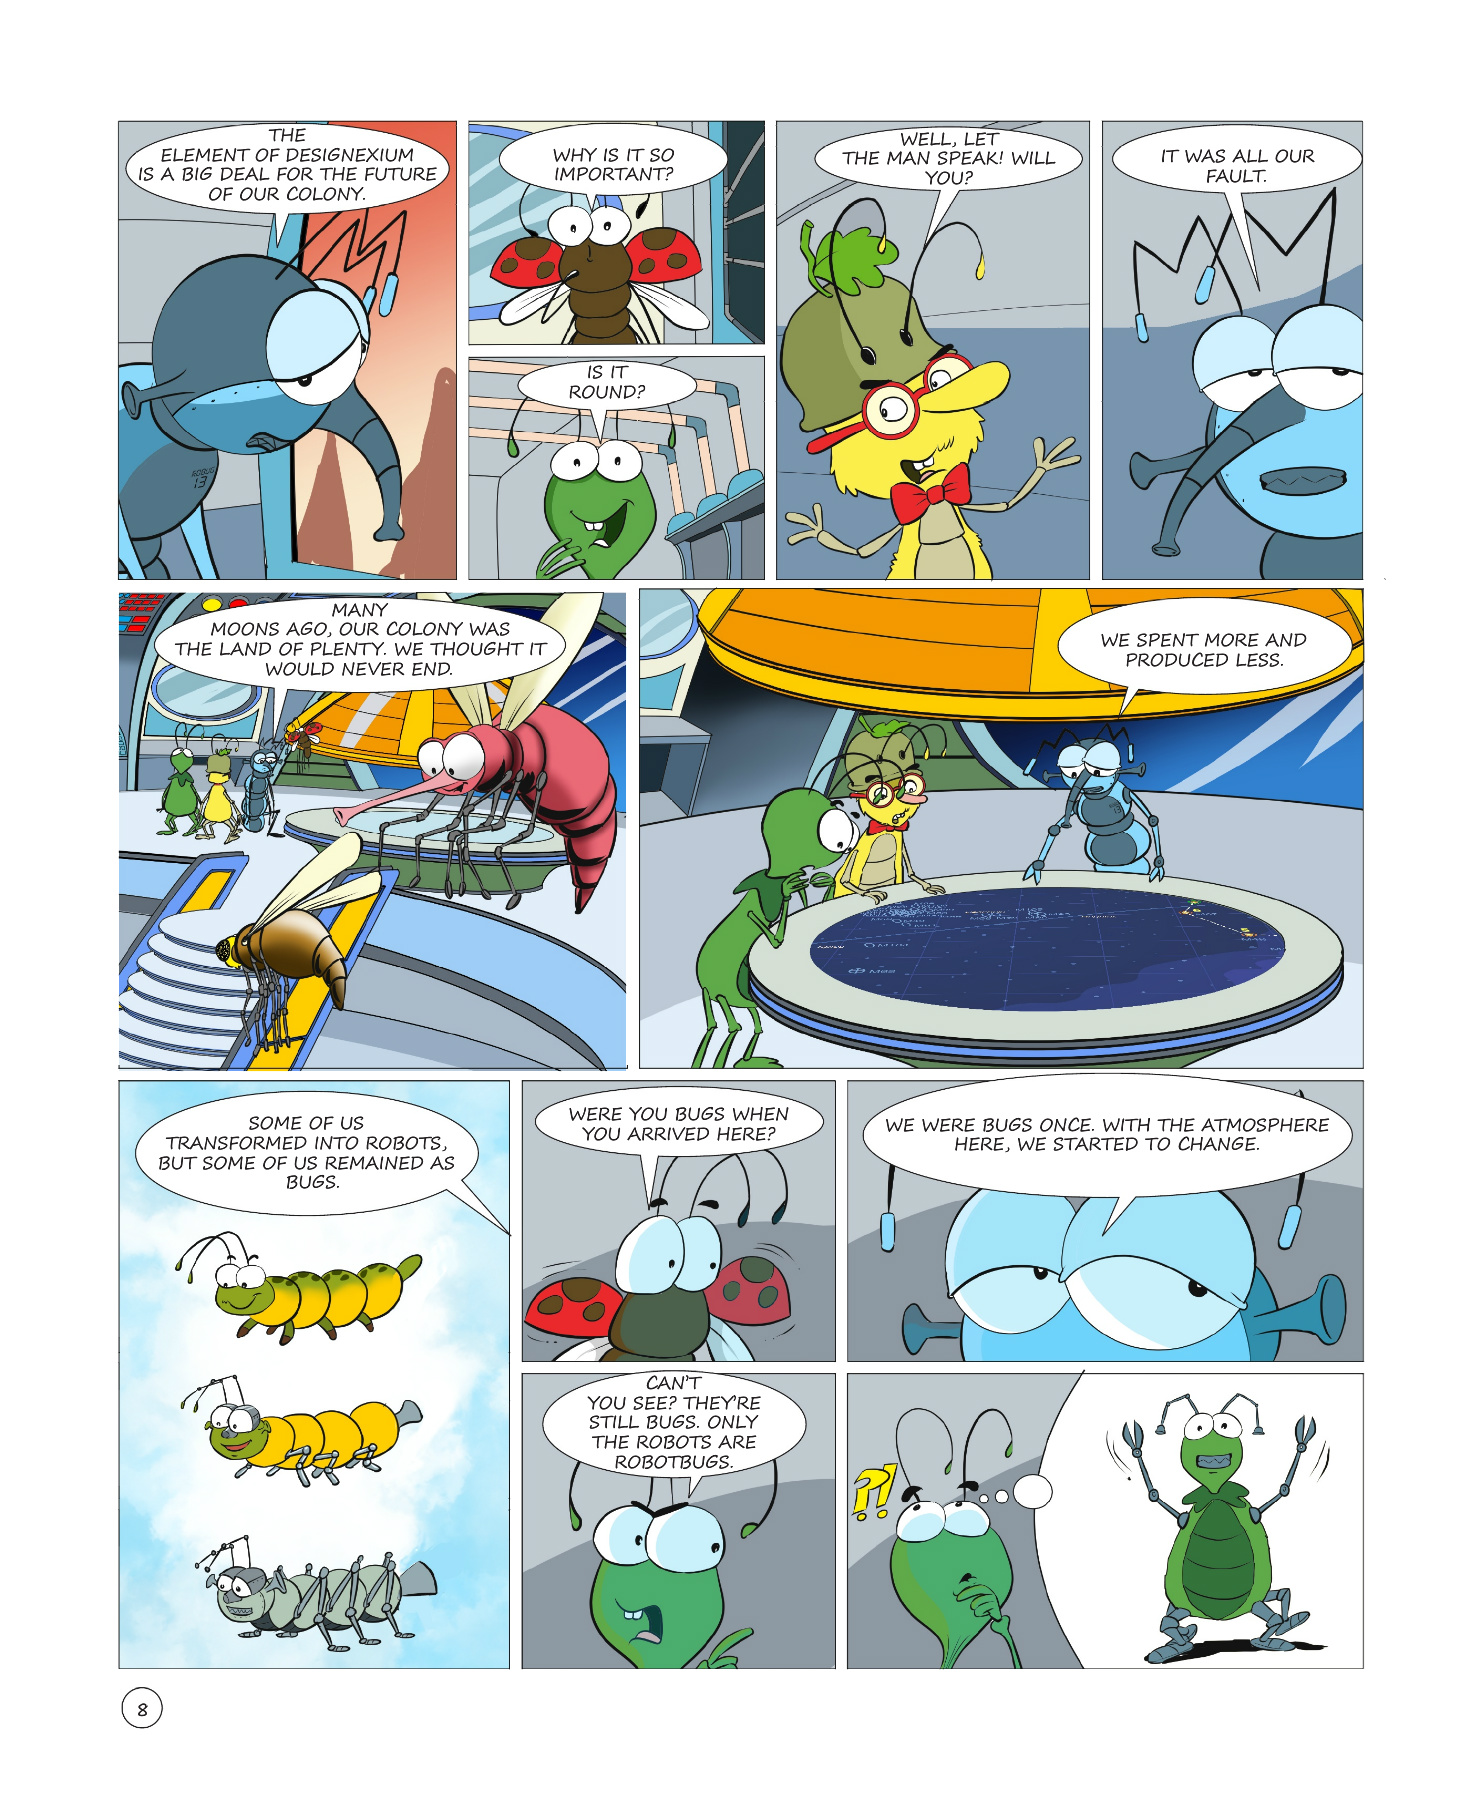 THE
ELEMENT OF DESIGNEXIUM
IS A BIG DEAL FOR THE FUTURE
OF OUR COLONY.
ROBUG
13
WHY IS IT SO
IMPORTANT?
IS IT
ROUND?
WELL, LET
THE MAN SPEAK! WILL
YOU?
IT WAS ALL OUR
FAULT.
MANY
MOONS AGO, OUR COLONY WAS
THE LAND OF PLENTY. WE THOUGHT IT
WOULD NEVER END.
WE SPENT MORE AND
PRODUCED LESS.
SOME OF US
TRANSFORMED INTO ROBOTS,
BUT SOME OF US REMAINED AS
BUGS.
WERE YOU BUGS WHEN
YOU ARRIVED HERE?
WE WERE BUGS ONCE. WITH THE ATMOSPHERE
HERE, WE STARTED TO CHANGE.
CAN'T
YOU SEE? THEY'RE
STILL BUGS. ONLY
THE ROBOTS ARE
ROBOTBUGS.
?!
8